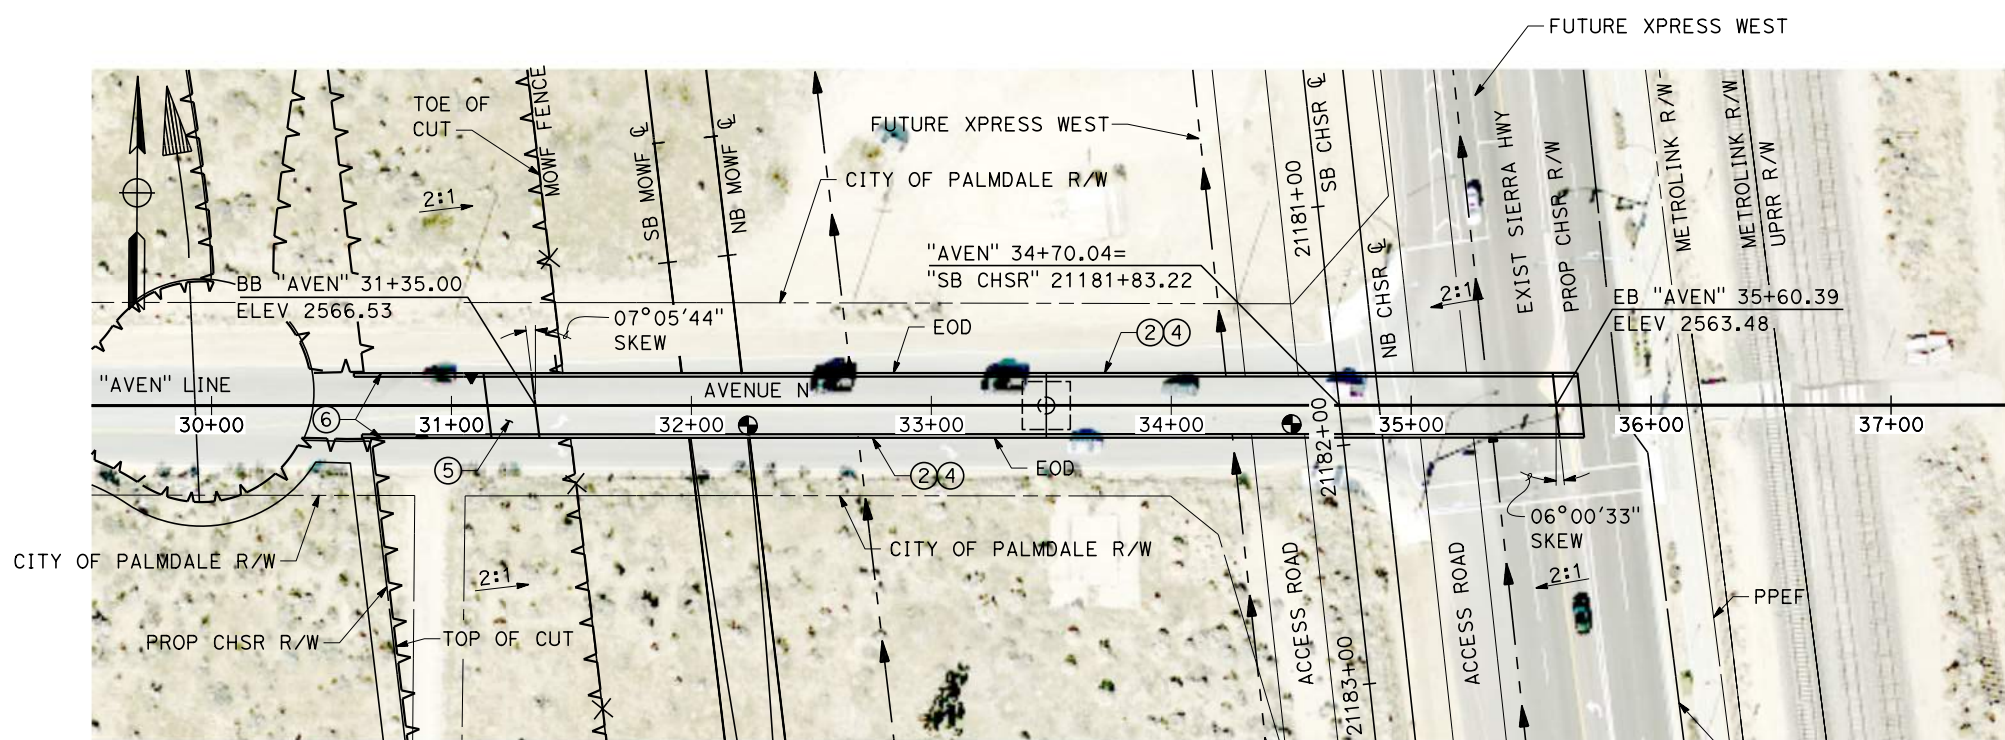 FUTURE XPRESS WEST
TOE OF
CUT
MOWF FENCE
SB MOWF ℄
NB MOWF ℄
FUTURE XPRESS WEST
CITY OF PALMDALE R/W
21181+00
SB CHSR ℄
EXIST SIERRA HWY
PROP CHSR R/W
METROLINK R/W
METROLINK R/W
UPRR R/W
2:1
"AVEN" 34+70.04=
"SB CHSR" 21181+83.22
NB CHSR ℄
2:1
BB "AVEN" 31+35.00
ELEV 2566.53
07°05'44"
SKEW
EOD
2 4
EB "AVEN" 35+60.39
ELEV 2563.48
"AVEN" LINE
AVENUE N
6
30+00
31+00
32+00
33+00
34+00
21182+00
35+00
36+00
37+00
5
2 4
EOD
06°00'33"
SKEW
CITY OF PALMDALE R/W
CITY OF PALMDALE R/W
2:1
ACCESS ROAD
ACCESS ROAD
2:1
PPEF
PROP CHSR R/W
TOP OF CUT
21183+00